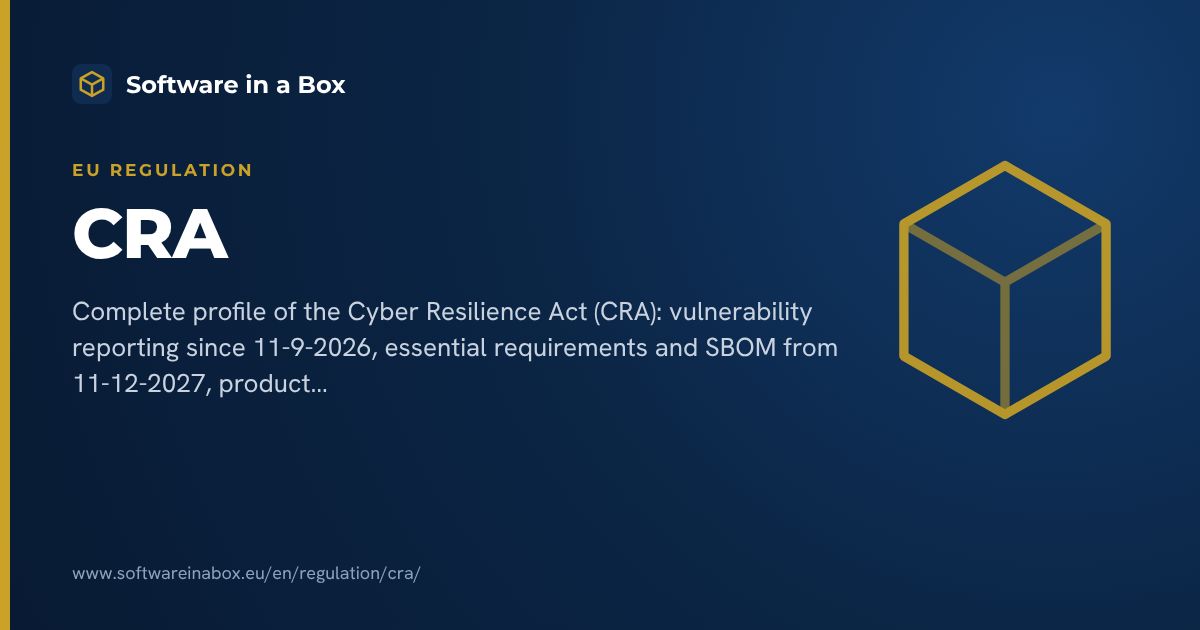 Software in a Box
EU REGULATION
CRA
Complete profile of the Cyber Resilience Act (CRA): vulnerability
reporting since 11-9-2026, essential requirements and SBOM from
11-12-2027, product...
www.softwareinabox.eu/en/regulation/cra/